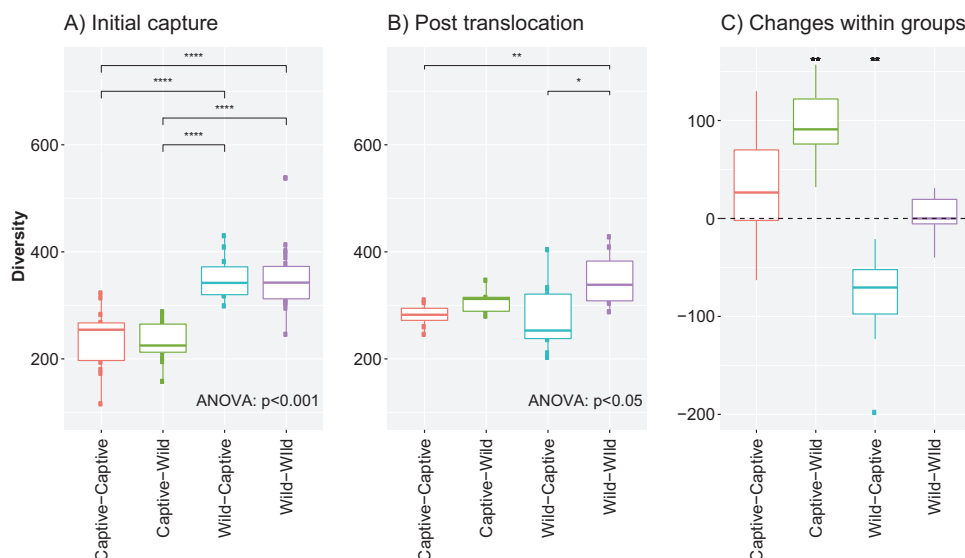 A) Initial capture
B) Post translocation
C) Changes within groups
Diversity
600
400
200
****
****
****
****
ANOVA: p<0.001
Captive−Captive
Captive−Wild
Wild−Captive
Wild−WIld
**
*
ANOVA: p<0.05
Captive−Captive
Captive−Wild
Wild−Captive
Wild−WIld
100
0
−100
−200
**
**
Captive−Captive
Captive−Wild
Wild−Captive
Wild−WIld